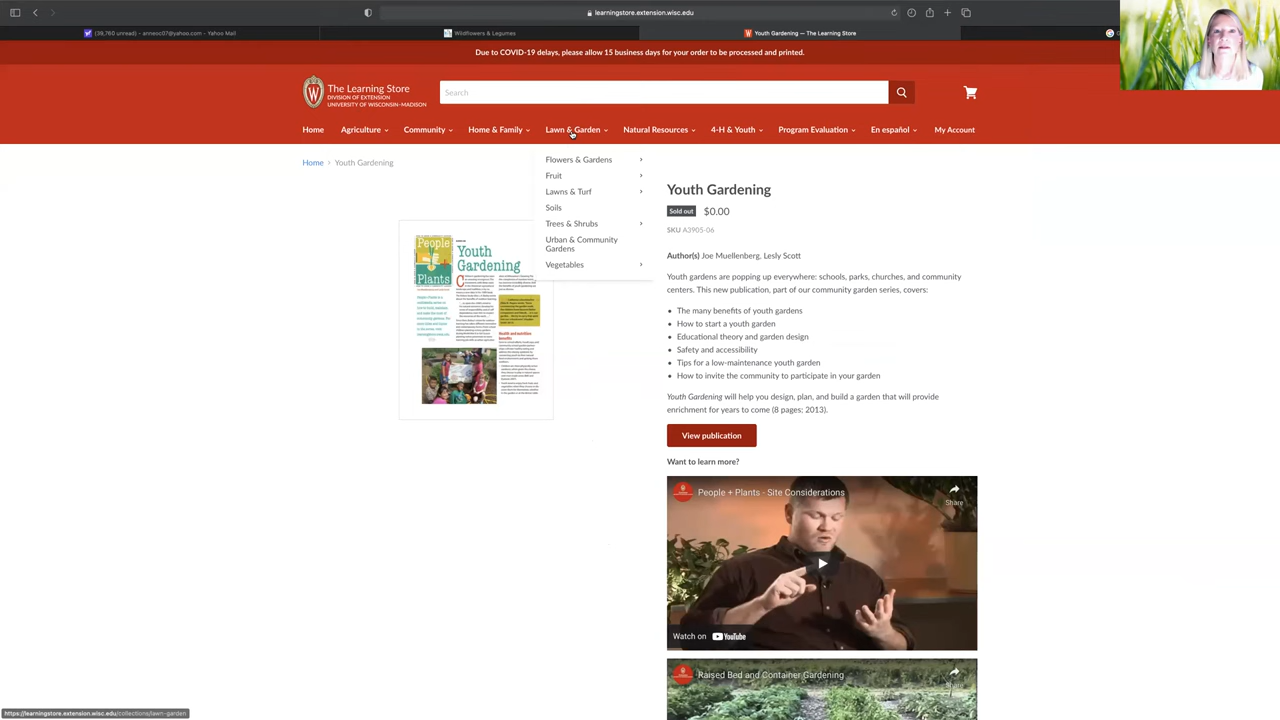 learningstore.extension.wisc.edu
(39,760 unread) - anneoc07@yahoo.com - Yahoo Mail
Wildflowers & Legumes
Youth Gardening — The Learning Store
Due to COVID-19 delays, please allow 15 business days for your order to be processed and printed.
The Learning Store
DIVISION OF EXTENSION
UNIVERSITY OF WISCONSIN-MADISON
Search
Home
Agriculture
Community
Home & Family
Lawn & Garden
Natural Resources
4-H & Youth
Program Evaluation
En español
My Account
Home > Youth Gardening
Flowers & Gardens
Fruit
Lawns & Turf
Soils
Trees & Shrubs
Urban & Community
Gardens
Vegetables
People
Plants
Youth
Gardening
Youth Gardening
Sold out $0.00
SKU A3905-06
Author(s) Joe Muellenberg, Lesly Scott
Youth gardens are popping up everywhere: schools, parks, churches, and community
centers. This new publication, part of our community garden series, covers:
• The many benefits of youth gardens
• How to start a youth garden
• Educational theory and garden design
• Safety and accessibility
• Tips for a low-maintenance youth garden
• How to invite the community to participate in your garden
Youth Gardening will help you design, plan, and build a garden that will provide
enrichment for years to come (8 pages; 2013).
View publication
Want to learn more?
People + Plants - Site Considerations
Share
Watch on YouTube
Raised Bed and Container Gardening
Share
https://learningstore.extension.wisc.edu/collections/lawn-garden